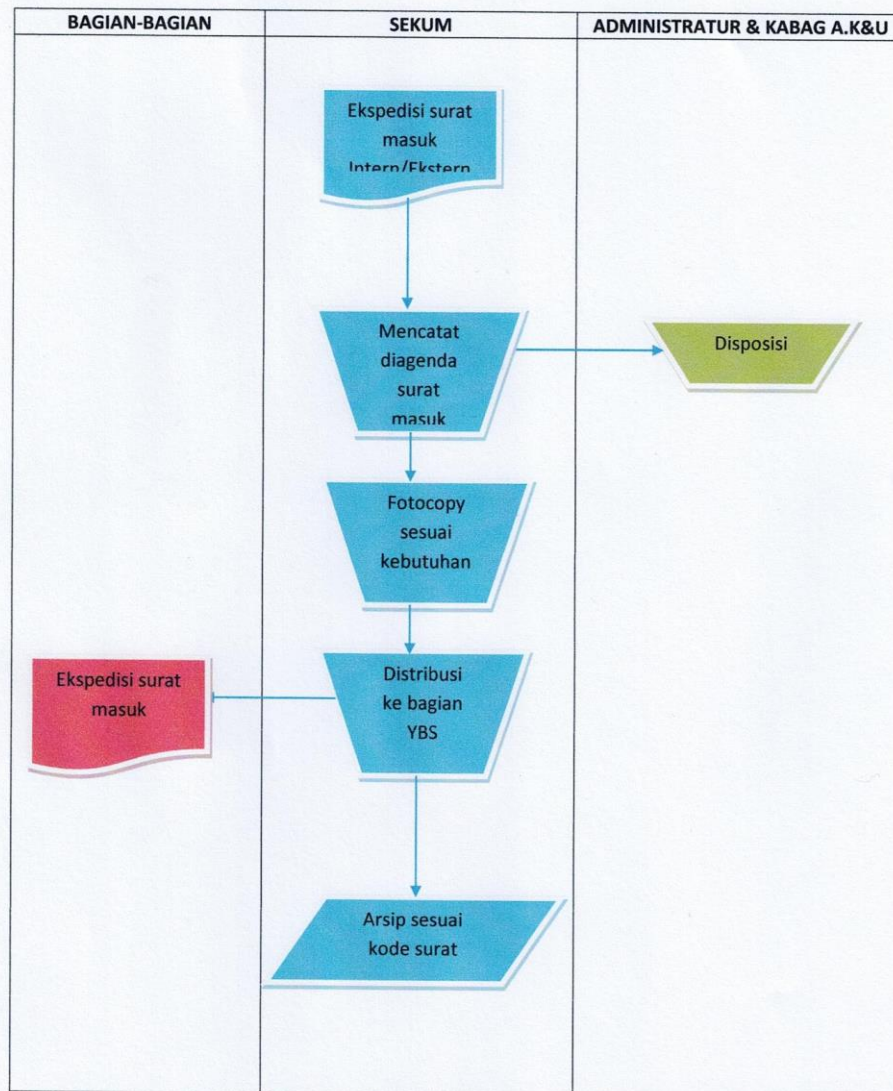 BAGIAN-BAGIAN
SEKUM
ADMINISTRATUR & KABAG A.K&U
Ekspedisi surat
masuk
Intern/Ekstern
Mencatat
diagenda
surat
masuk
Disposisi
Fotocopy
sesuai
kebutuhan
Ekspedisi surat
masuk
Distribusi
ke bagian
YBS
Arsip sesuai
kode surat